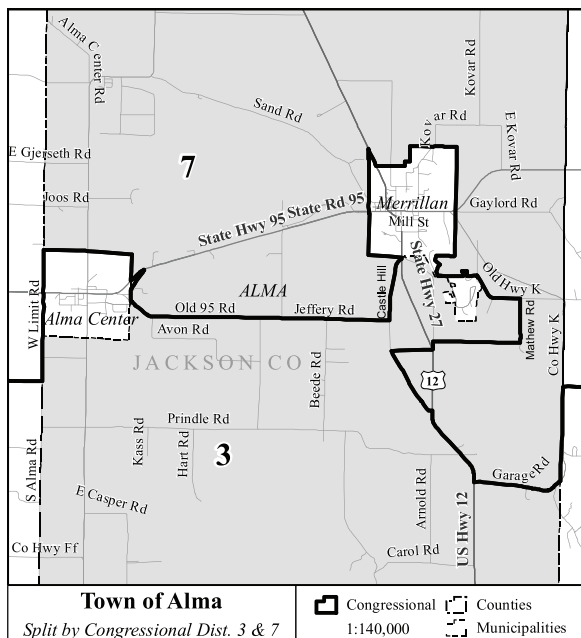 Alma Center Rd
Kovar Rd
Sand Rd
Kovar Rd
E Kovar Rd
E Gjerseth Rd
7
Joos Rd
Merrillan
Gaylord Rd
Mill St
State Hwy 95 State Rd 95
State Hwy 27
Old Hwy K
Castle Hill
ALMA
W Limit Rd
Alma Center
Old 95 Rd
Jeffery Rd
Avon Rd
Mathew Rd
Co Hwy K
JACKSON CO
12
Beede Rd
Prindle Rd
Kass Rd
Hart Rd
3
S Alma Rd
Garage Rd
E Casper Rd
Arnold Rd
US Hwy 12
Co Hwy Ff
Carol Rd
Town of Alma
Split by Congressional Dist. 3 & 7
Congressional
Counties
1:140,000
Municipalities